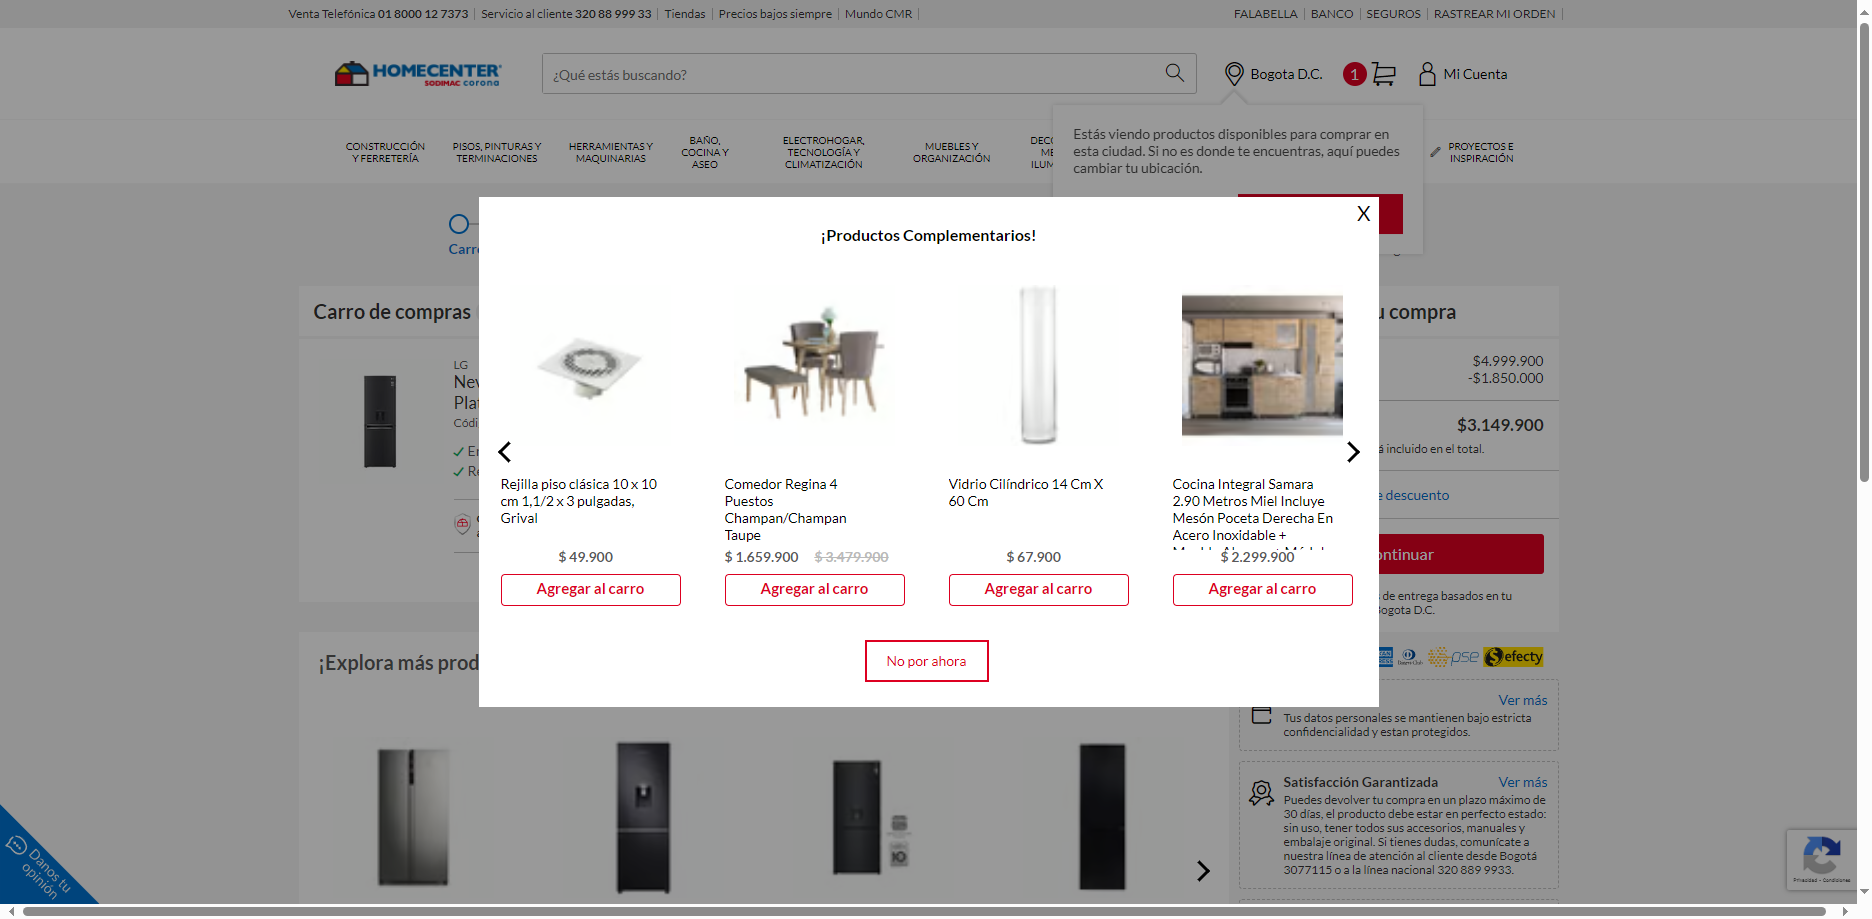 Venta Telefónica 01 8000 12 7373 Servicio al cliente 320 88 999 33 Tiendas Precios bajos siempre Mundo CMR FALABELLA BANCO SEGUROS RASTREAR MI ORDEN
HOMECENTER
SODIMAC corona
¿Qué estás buscando?
Bogota D.C.
1
Mi Cuenta
CONSTRUCCIÓN
Y FERRETERÍA
PISOS, PINTURAS Y
TERMINACIONES
HERRAMIENTAS Y
MAQUINARIAS
BAÑO,
COCINA Y
ASEO
ELECTROHOGAR,
TECNOLOGÍA Y
CLIMATIZACIÓN
MUEBLES Y
ORGANIZACIÓN
PROYECTOS E
INSPIRACIÓN
Estás viendo productos disponibles para comprar en
esta ciudad. Si no es donde te encuentras, aquí puedes
cambiar tu ubicación.
X
¡Productos Complementarios!
Rejilla piso clásica 10 x 10
cm 1,1/2 x 3 pulgadas,
Grival
$ 49.900
Agregar al carro
Comedor Regina 4
Puestos
Champan/Champan
Taupe
$ 1.659.900 $ 3.479.900
Agregar al carro
Vidrio Cilíndrico 14 Cm X
60 Cm
$ 67.900
Agregar al carro
Cocina Integral Samara
2.90 Metros Miel Incluye
Mesón Poceta Derecha En
Acero Inoxidable +
$ 2.299.900
Agregar al carro
No por ahora
Carro de compras
LG
compra
$4.999.900
-$1.850.000
$3.149.900
incluido en el total.
descuento
de entrega basados en tu
Bogota D.C.
pse
efecty
¡Explora más
Ver más
Tus datos personales se mantienen bajo estricta
confidencialidad y estan protegidos.
Satisfacción Garantizada Ver más
Puedes devolver tu compra en un plazo máximo de
30 días, el producto debe estar en perfecto estado:
sin uso, tener todos sus accesorios, manuales y
embalaje original. Si tienes dudas, comunícate a
nuestra línea de atención al cliente desde Bogotá
3077115 o a la línea nacional 320 889 9933.
10
Danos tu
opinión
Privacidad - Condiciones